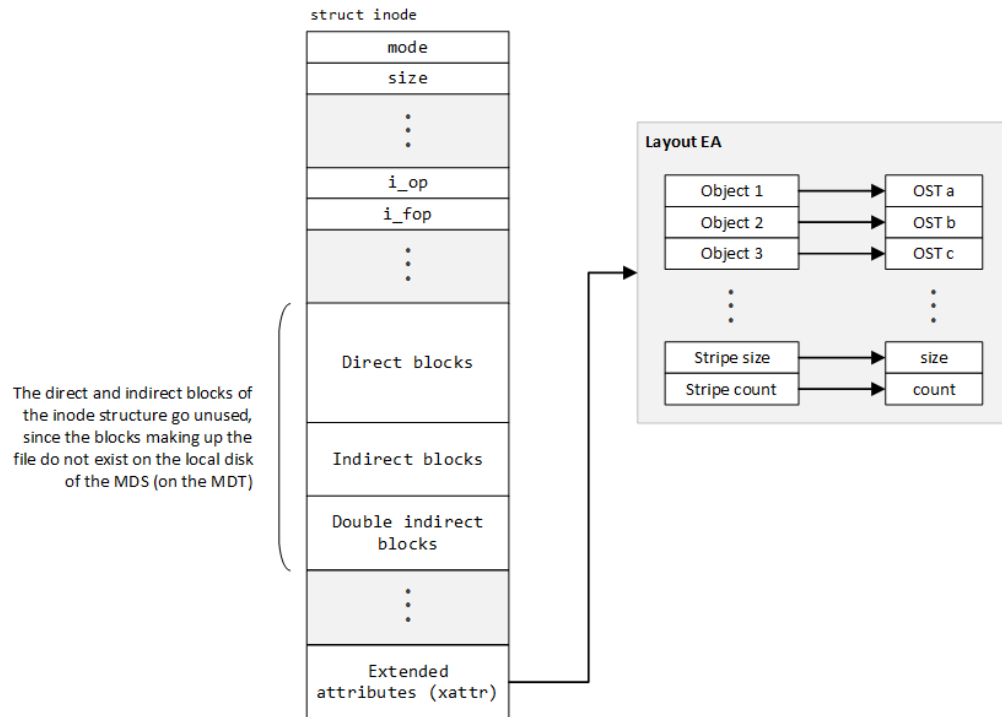 struct inode
mode
size
i_op
i_fop
Direct blocks
Indirect blocks
Double indirect
blocks
Extended
attributes (xattr)
The direct and indirect blocks of
the inode structure go unused,
since the blocks making up the
file do not exist on the local disk
of the MDS (on the MDT)
Layout EA
Object 1 OST a
Object 2 OST b
Object 3 OST c
Stripe size size
Stripe count count